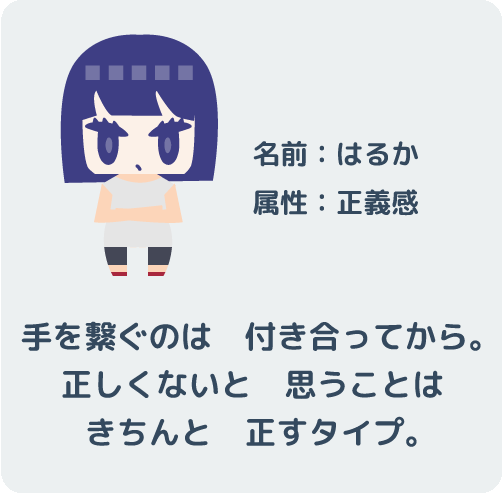 名前：はるか
属性：正義感
手を繋ぐのは　付き合ってから。
正しくないと　思うことは
きちんと　正すタイプ。